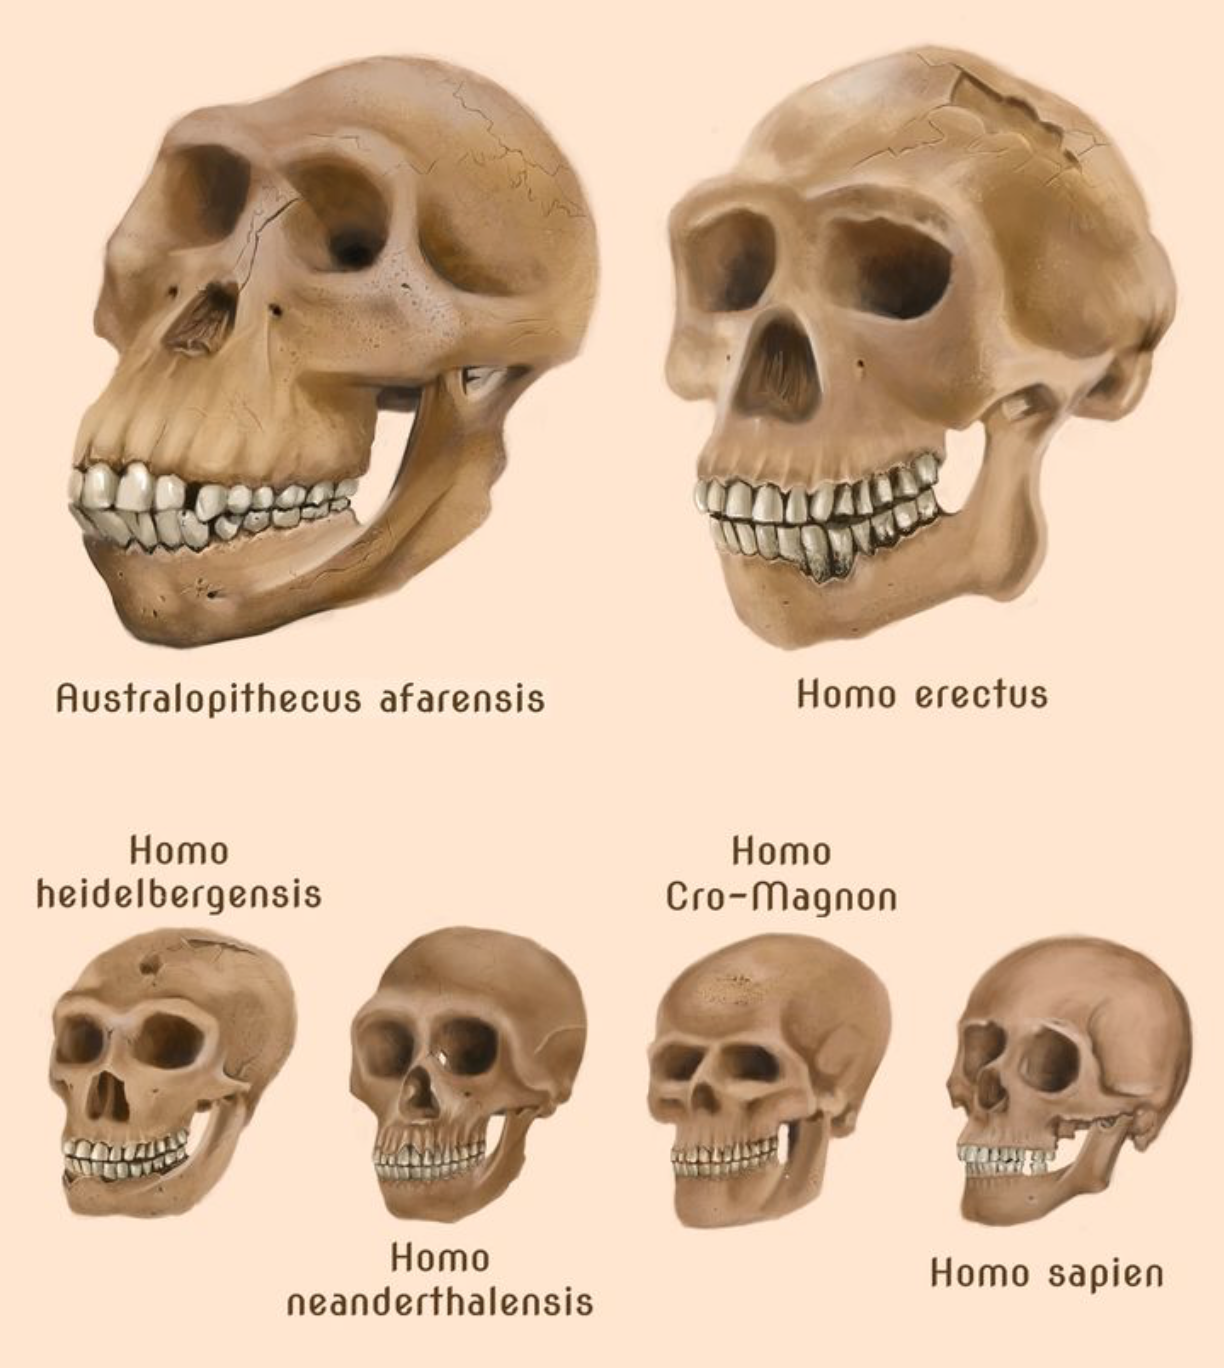 Australopithecus afarensis
Homo erectus
Homo
heidelbergensis
Homo
neanderthalensis
Homo
Cro-Magnon
Homo sapien